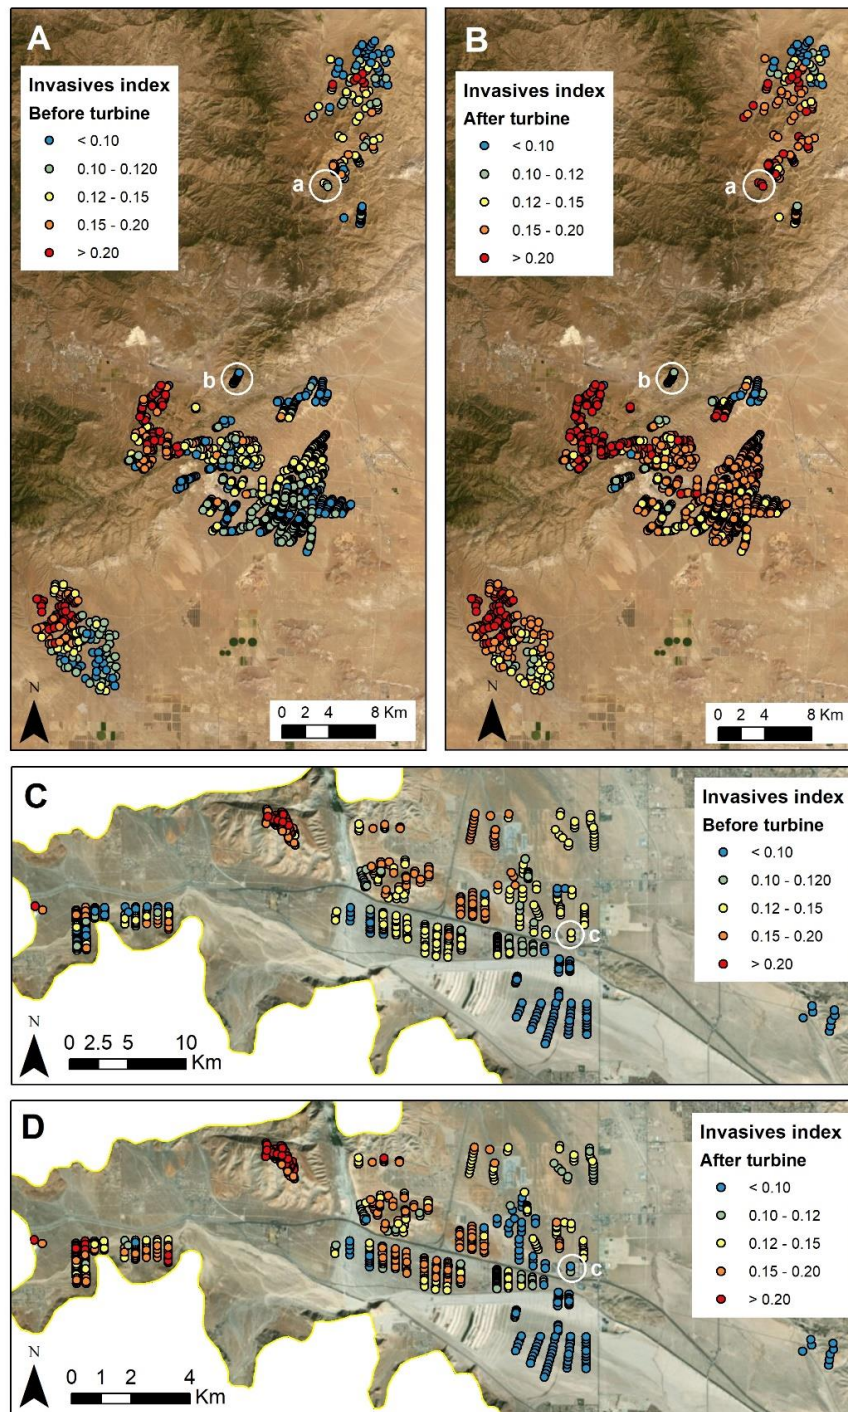 A
Invasives index
Before turbine
< 0.10
0.10 - 0.120
0.12 - 0.15
0.15 - 0.20
> 0.20
a
b
N
0 2 4 8 Km
B
Invasives index
After turbine
< 0.10
0.10 - 0.12
0.12 - 0.15
0.15 - 0.20
> 0.20
a
b
N
0 2 4 8 Km
C
Invasives index
Before turbine
< 0.10
0.10 - 0.120
0.12 - 0.15
0.15 - 0.20
> 0.20
c
N
0 2.5 5 10
Km
D
Invasives index
After turbine
< 0.10
0.10 - 0.12
0.12 - 0.15
0.15 - 0.20
> 0.20
c
N
0 1 2 4
Km